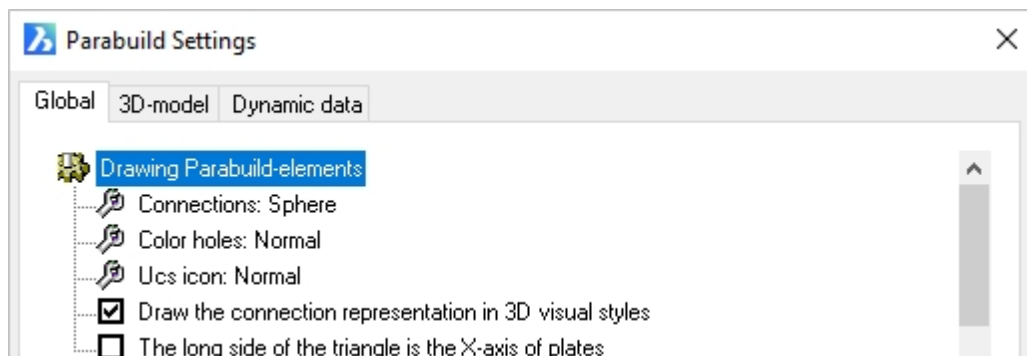 Parabuild Settings
Global 3D-model Dynamic data
Drawing Parabuild-elements
Connections: Sphere
Color holes: Normal
Ucs icon: Normal
Draw the connection representation in 3D visual styles
The long side of the triangle is the X-axis of plates